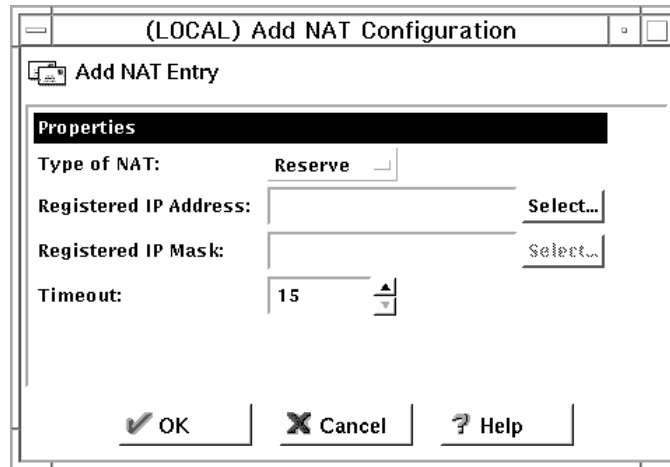 (LOCAL) Add NAT Configuration
Add NAT Entry
Properties
Type of NAT: Reserve
Registered IP Address: Select...
Registered IP Mask: Select...
Timeout: 15
OK Cancel Help